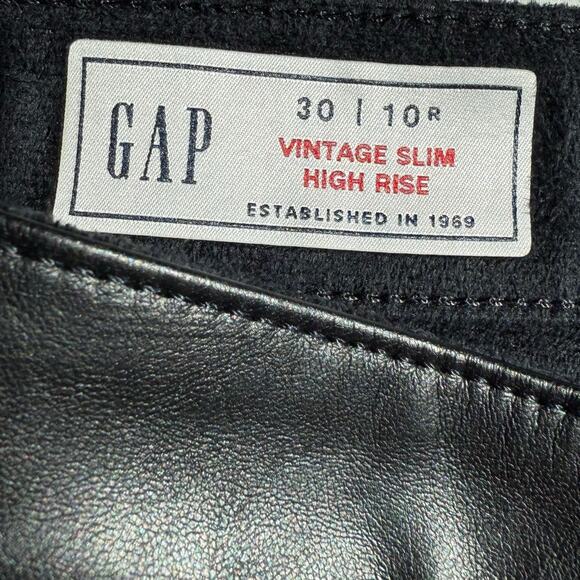 GAP
30 | 10R
VINTAGE SLIM
HIGH RISE
ESTABLISHED IN 1969